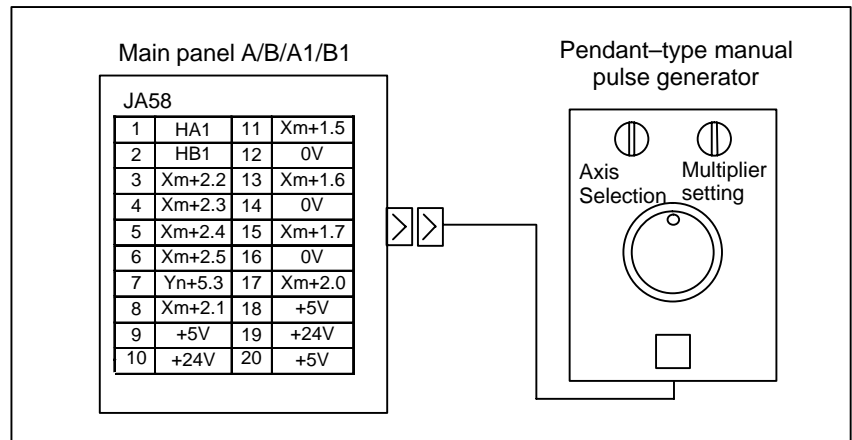 Main panel A/B/A1/B1
JA58
1 HA1 11 Xm+1.5
2 HB1 12 0V
3 Xm+2.2 13 Xm+1.6
4 Xm+2.3 14 0V
5 Xm+2.4 15 Xm+1.7
6 Xm+2.5 16 0V
7 Yn+5.3 17 Xm+2.0
8 Xm+2.1 18 +5V
9 +5V 19 +24V
10 +24V 20 +5V
Pendant–type manual
pulse generator
Axis
Selection
Multiplier
setting